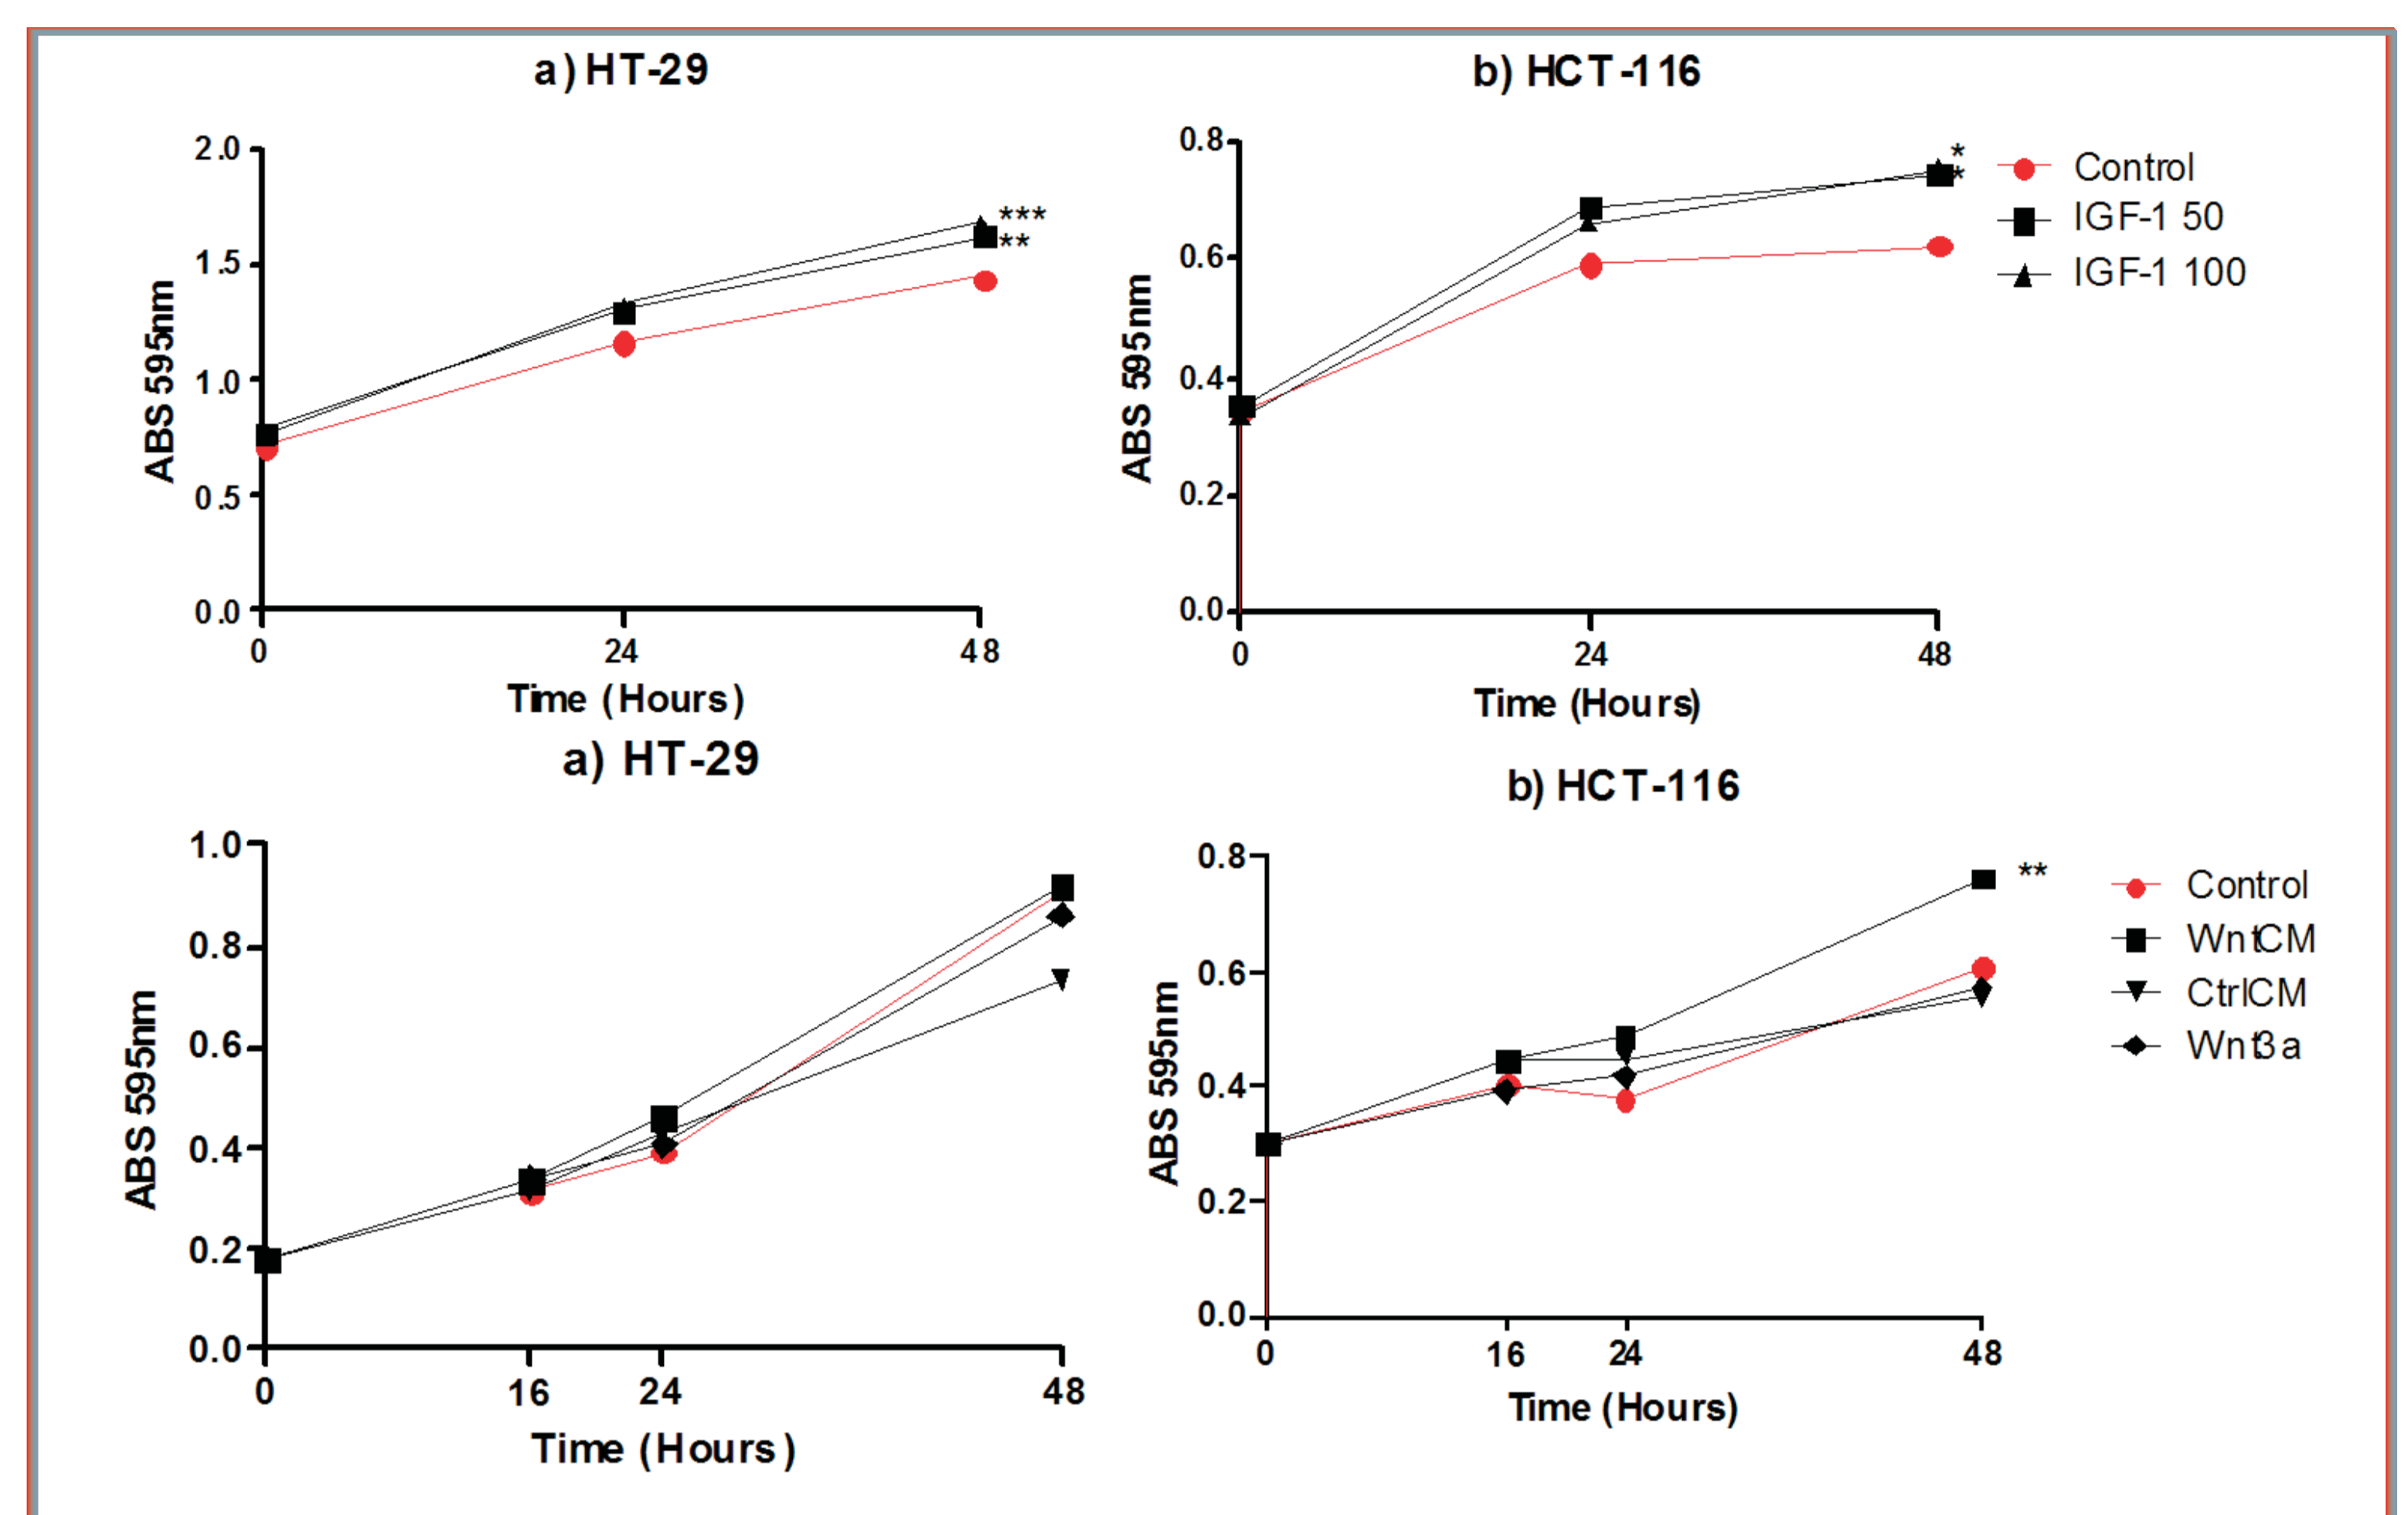 a) HT-29
2.0
1.5
1.0
0.5
0.0
ABS 595nm
***
**
0
24
48
Time (Hours)
b) HCT-116
0.8
0.6
0.4
0.2
0.0
ABS 595nm
*
*
0
24
48
Time (Hours)
Control
IGF-1 50
IGF-1 100
a) HT-29
1.0
0.8
0.6
0.4
0.2
0.0
ABS 595nm
0
16
24
48
Time (Hours)
b) HCT-116
0.8
0.6
0.4
0.2
0.0
ABS 595nm
**
0
16
24
48
Time (Hours)
Control
WntCM
CtrlCM
Wnt3a